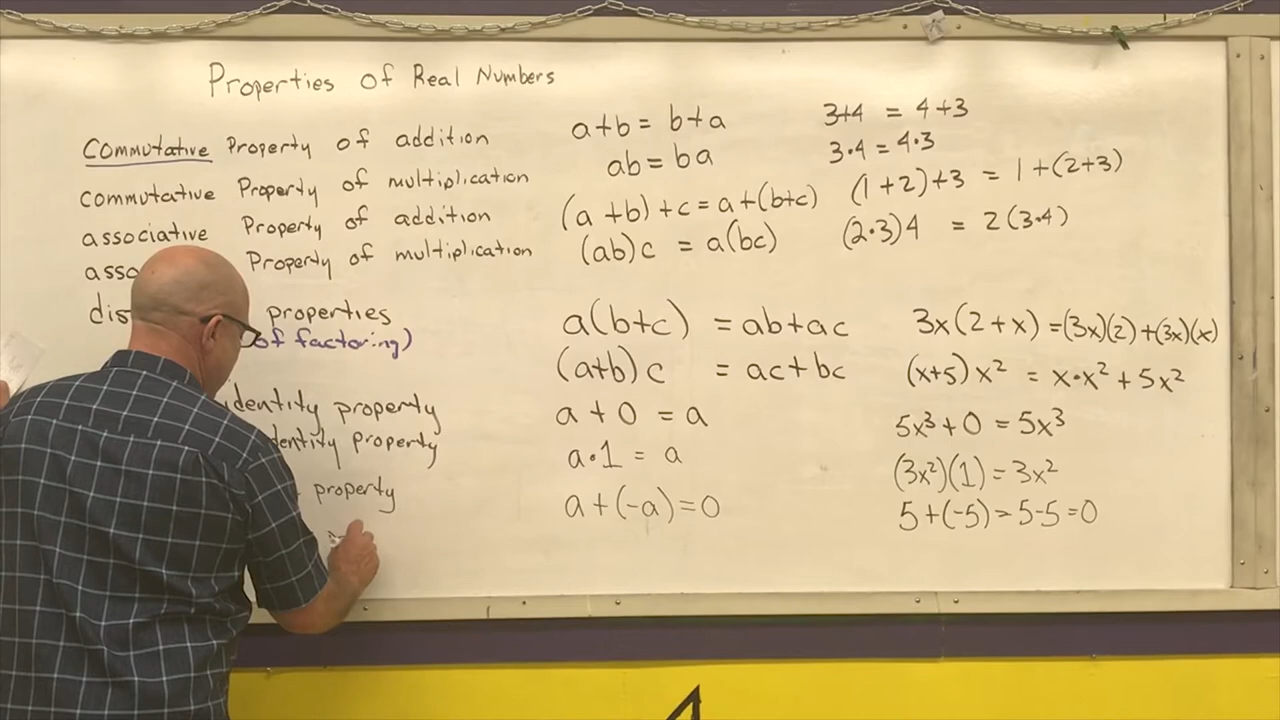 Properties of Real Numbers
Commutative Property of addition a+b = b+a 3+4 = 4+3
commutative Property of multiplication ab = ba 3•4 = 4•3
associative Property of addition (a+b)+c = a+(b+c) (1+2)+3 = 1+(2+3)
Property of multiplication (ab)c = a(bc) (2•3)4 = 2(3•4)
properties a(b+c) = ab+ac 3x(2+x) = (3x)(2)+(3x)(x)
of factoring)
(a+b)c = ac+bc (x+5)x² = x•x²+5x²
identity property a+0 = a 5x³+0 = 5x³
identity property a•1 = a (3x²)(1) = 3x²
property a+(-a)=0 5+(-5)=5-5=0